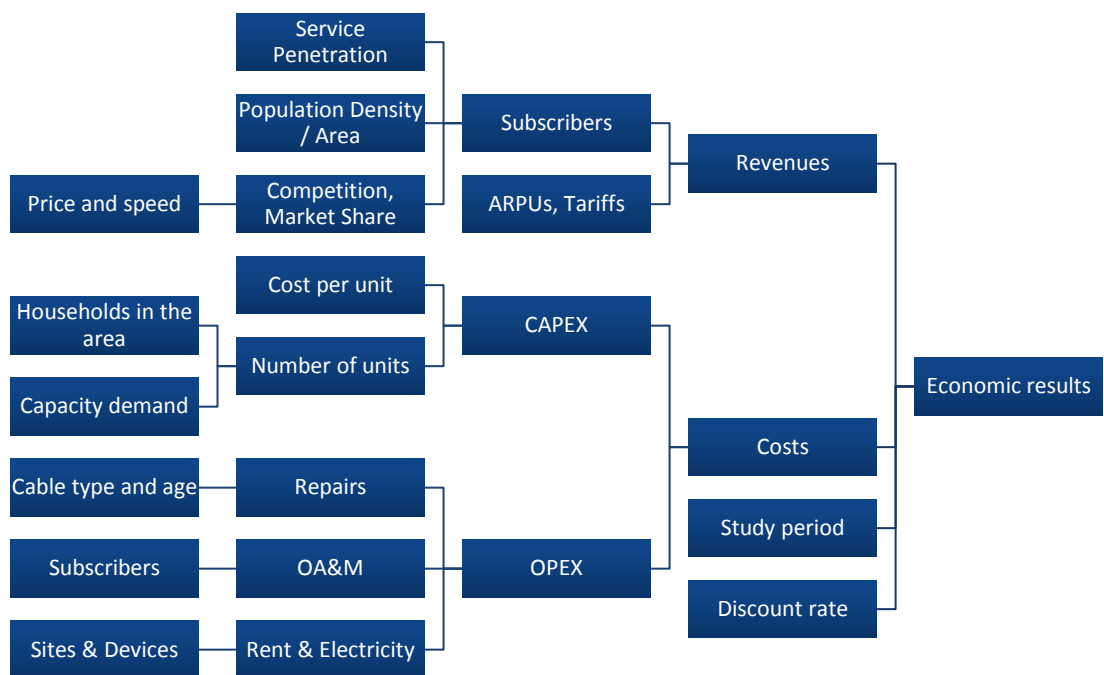 Service
Penetration
Population Density
/ Area
Subscribers
Revenues
Price and speed
Competition,
Market Share
ARPUs, Tariffs
Cost per unit
Households in the
area
CAPEX
Number of units
Capacity demand
Economic results
Costs
Cable type and age
Repairs
Study period
Subscribers
OA&M
OPEX
Discount rate
Sites & Devices
Rent & Electricity